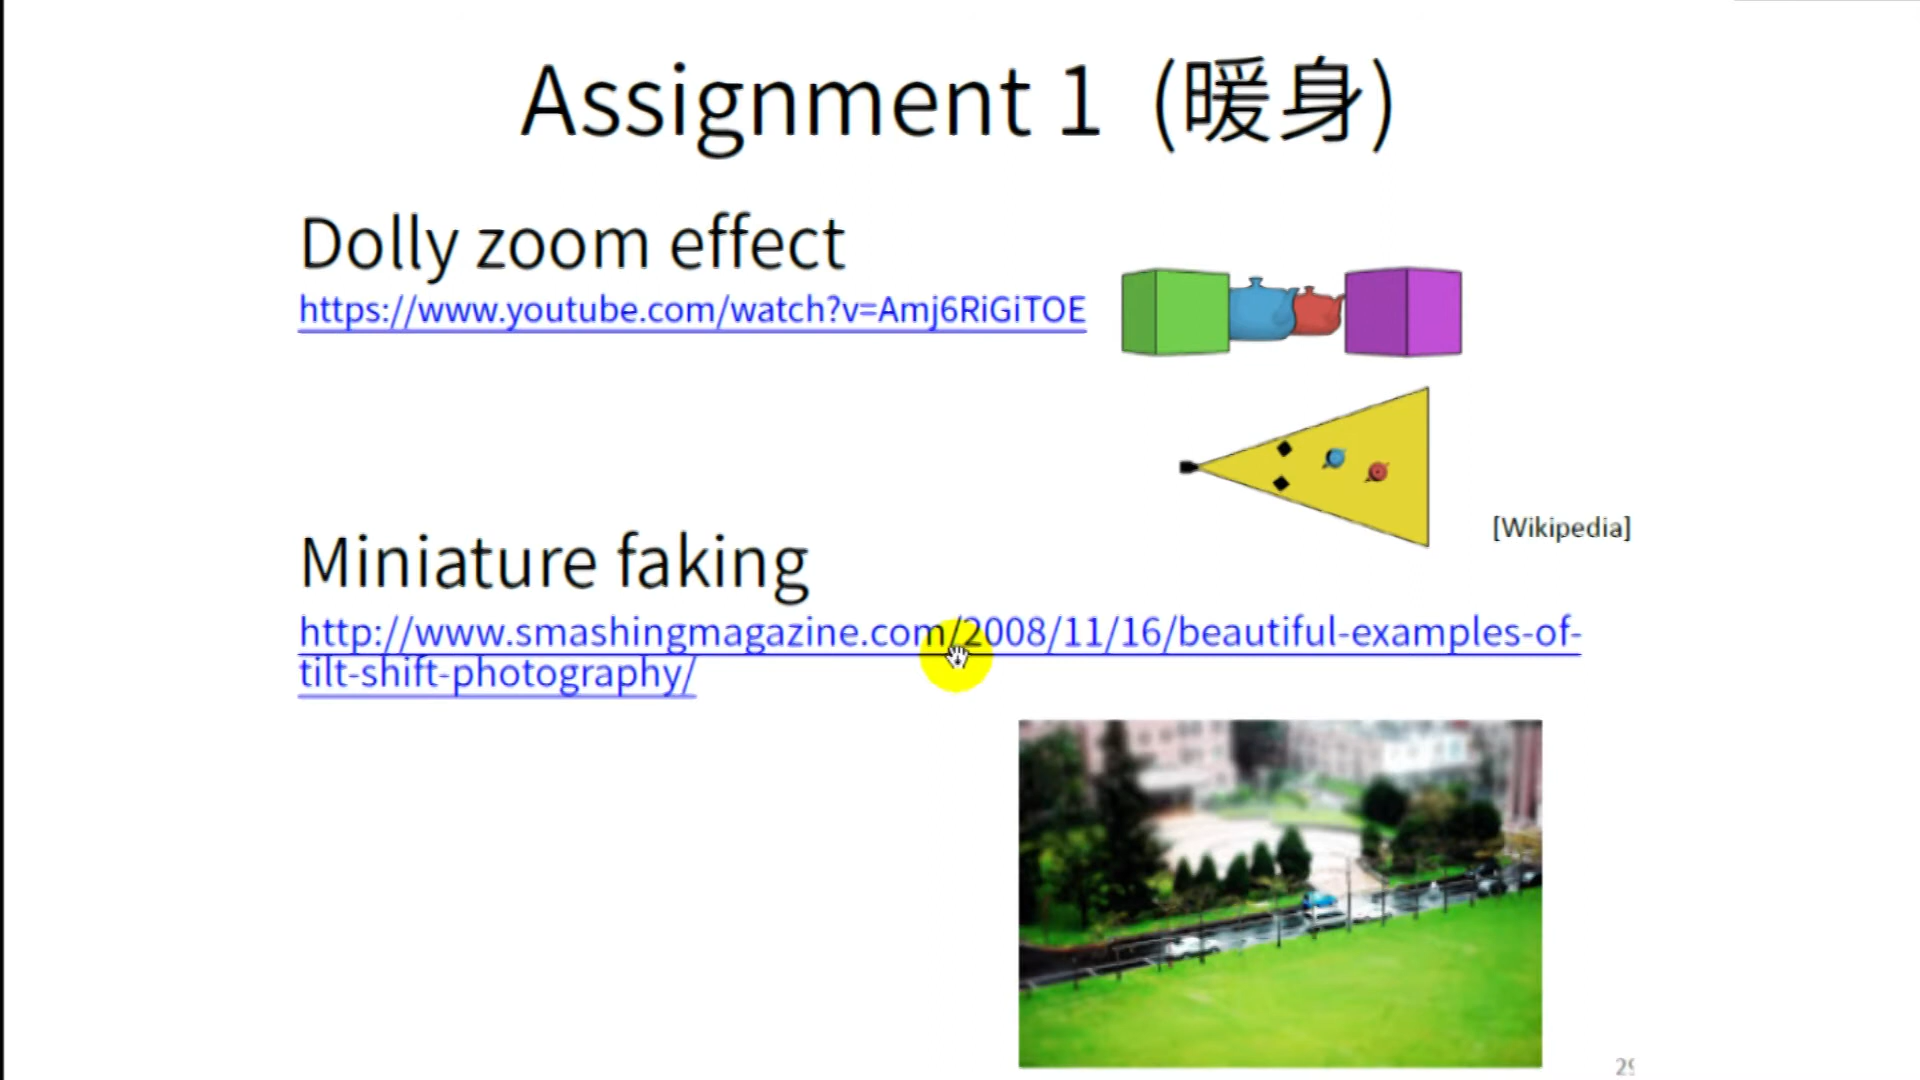 Assignment 1 (暖身)
Dolly zoom effect
https://www.youtube.com/watch?v=Amj6RiGiTOE
[Wikipedia]
Miniature faking
http://www.smashingmagazine.com/2008/11/16/beautiful-examples-of-
tilt-shift-photography/